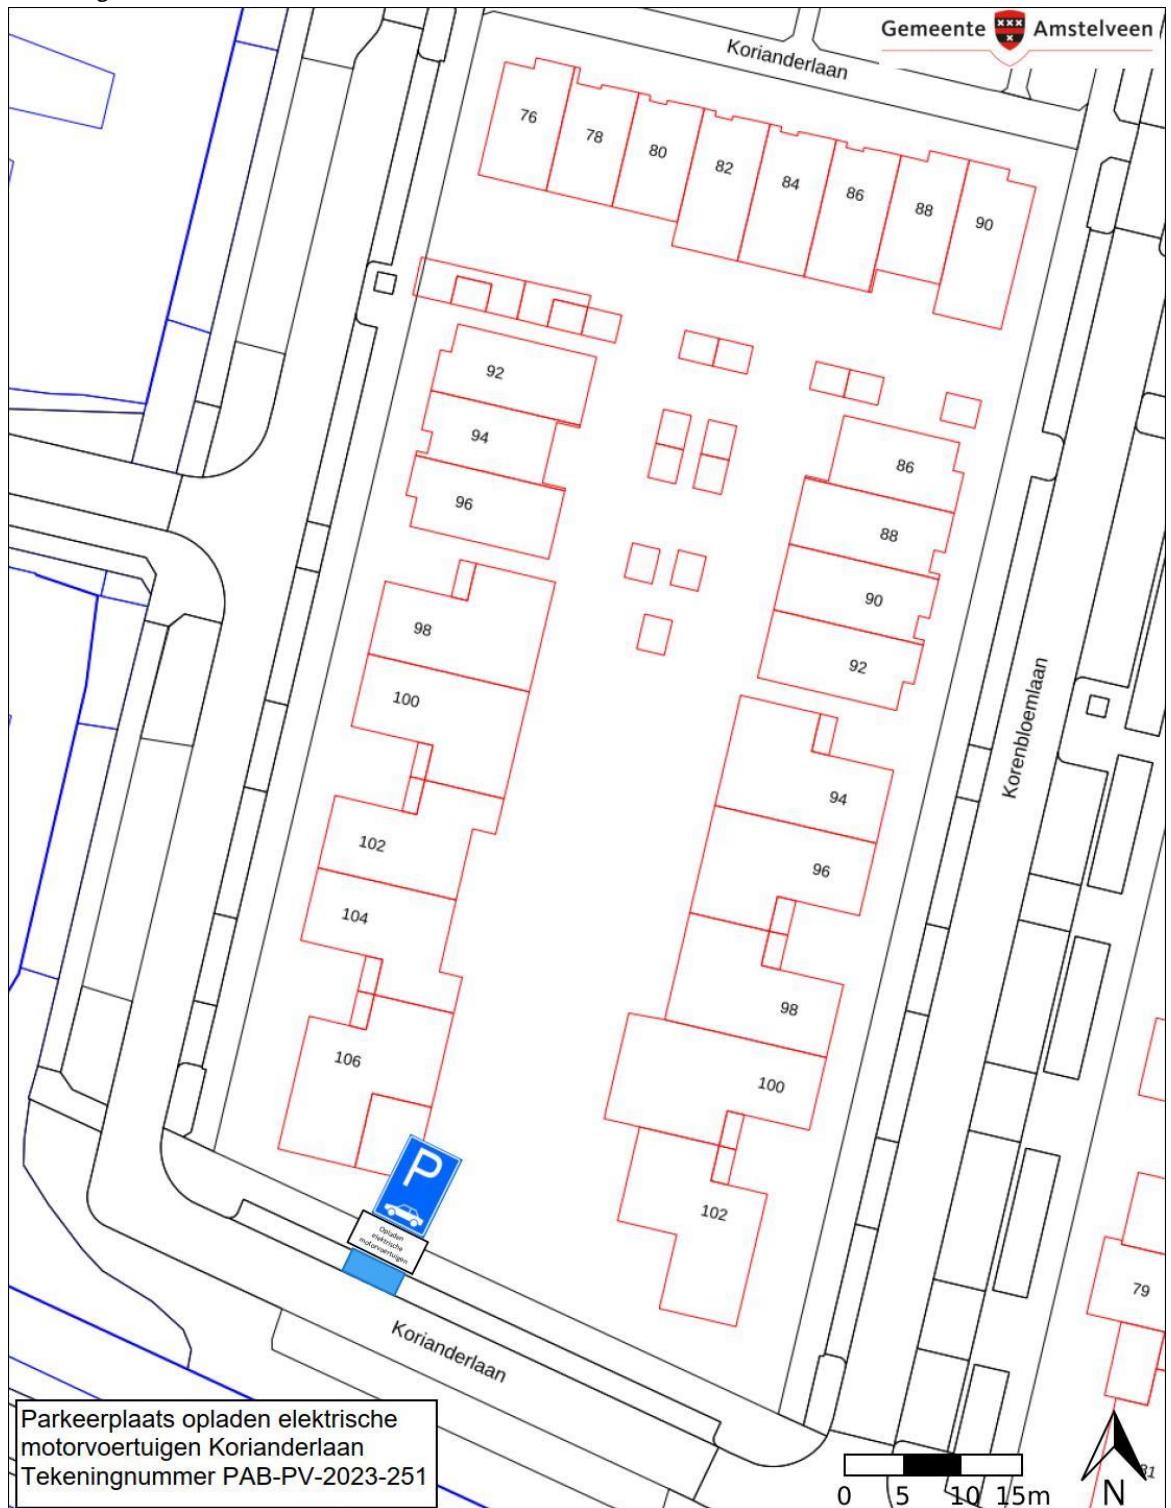 Gemeente Amstelveen
Korianderlaan
76
78
80
82
84
86
88
90
92
94
96
86
88
90
92
98
100
94
96
102
104
98
106
100
102
Korenbloemlaan
P
Opladen
elektrische
motorvoertuigen
79
Korianderlaan
Parkeerplaats opladen elektrische
motorvoertuigen Korianderlaan
Tekeningnummer PAB-PV-2023-251
0 5 10 15m
N